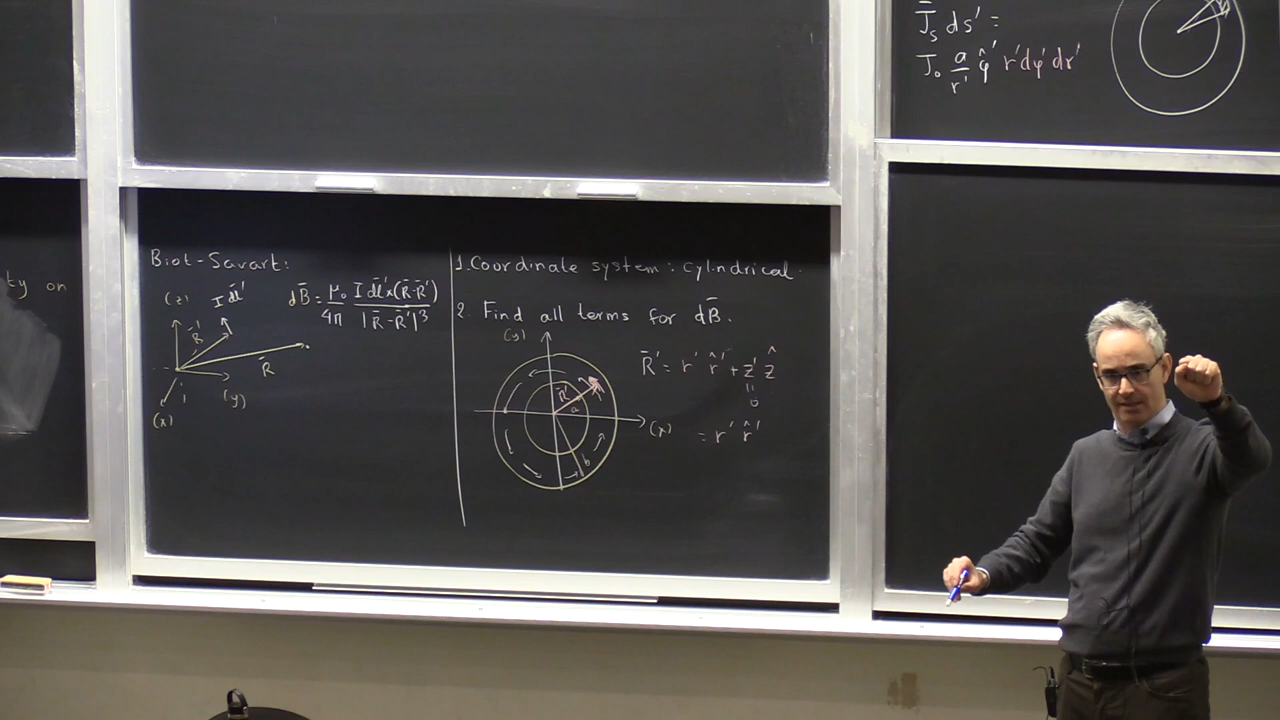 ty on
Biot-Savart:
(z) I dl̄'
dB̄ = μ₀/4π I dl̄'×(R̄-R̄')/|R̄-R̄'|³
R̄'
R̄
(y)
(x)
1. Coordinate system: cylindrical.
2. Find all terms for dB̄.
(y)
R̄'
a
b
(x)
R̄' = r' r̂' + z' ẑ
"
0
= r' r̂'
J̄ₛ ds' =
J₀ a/r' φ̂' r'dφ'dr'